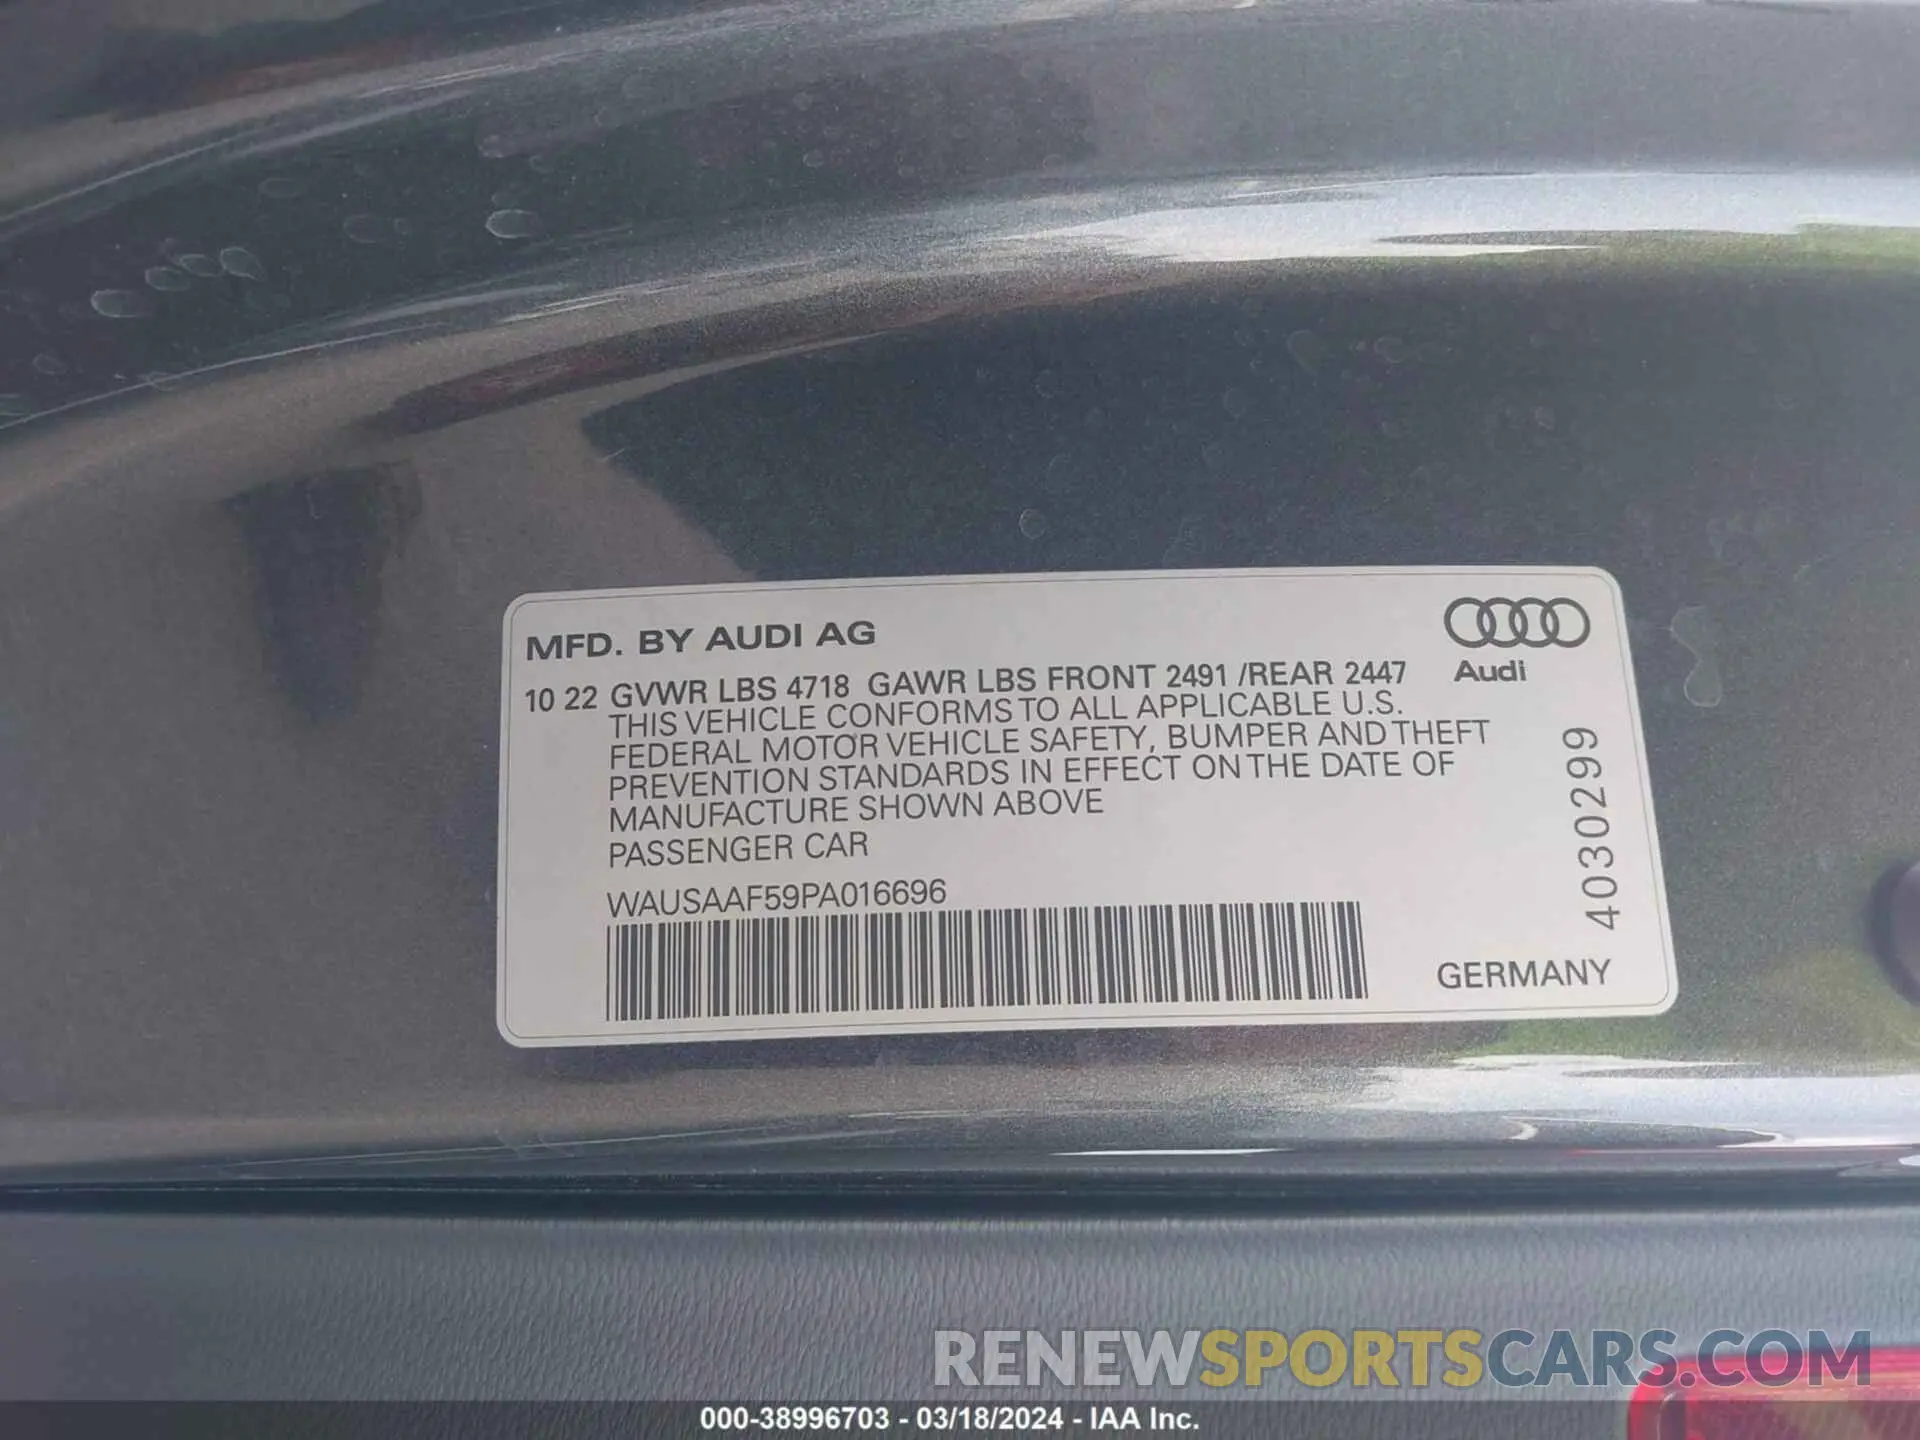 MFD. BY AUDI AG
Audi
10 22 GVWR LBS 4718 GAWR LBS FRONT 2491 /REAR 2447
THIS VEHICLE CONFORMS TO ALL APPLICABLE U.S.
FEDERAL MOTOR VEHICLE SAFETY, BUMPER AND THEFT
PREVENTION STANDARDS IN EFFECT ON THE DATE OF
MANUFACTURE SHOWN ABOVE
PASSENGER CAR
WAUSAAF59PA016696
4030299
GERMANY
RENEWSPORTSCARS.COM
000-38996703 - 03/18/2024 - IAA Inc.